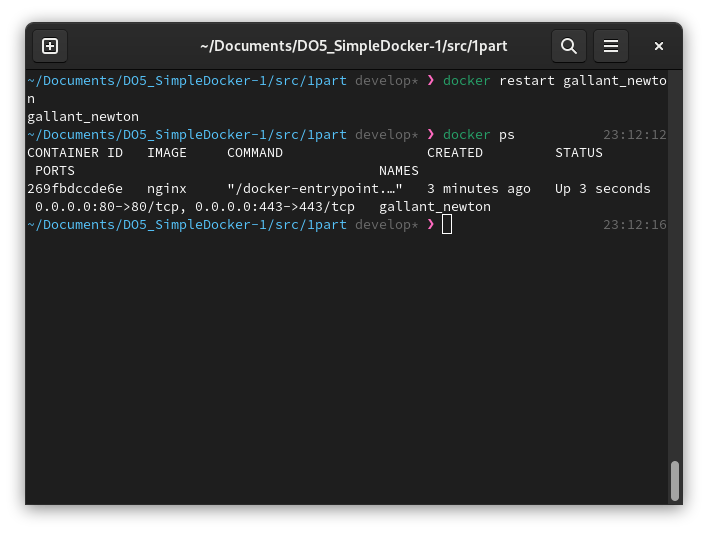 ~/Documents/DO5_SimpleDocker-1/src/1part
~/Documents/DO5_SimpleDocker-1/src/1part develop* ❯ docker restart gallant_newto
n
gallant_newton
~/Documents/DO5_SimpleDocker-1/src/1part develop* ❯ docker ps 23:12:12
CONTAINER ID   IMAGE     COMMAND                  CREATED         STATUS
 PORTS                                      NAMES
269fbdccde6e   nginx     "/docker-entrypoint.…"   3 minutes ago   Up 3 seconds
 0.0.0.0:80->80/tcp, 0.0.0.0:443->443/tcp   gallant_newton
~/Documents/DO5_SimpleDocker-1/src/1part develop* ❯ 23:12:16